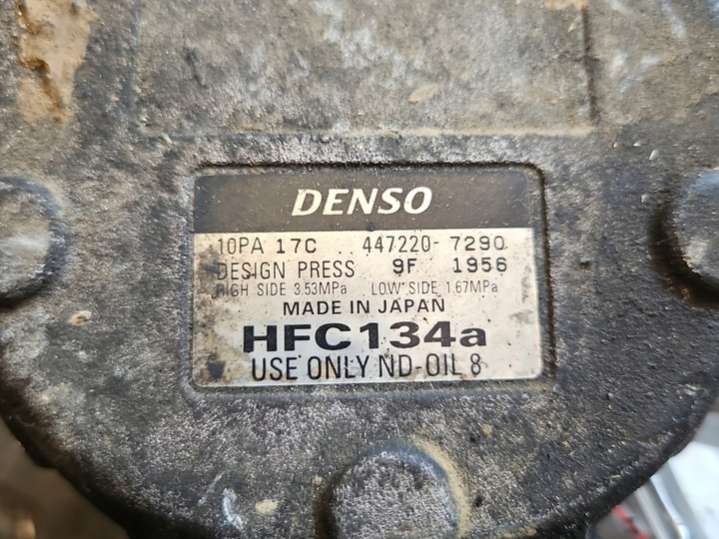 DENSO
10PA 17C 447220-7290
DESIGN PRESS 9F 1956
HIGH SIDE 3.53MPa LOW SIDE 1.67MPa
MADE IN JAPAN
HFC134a
USE ONLY ND-OIL 8